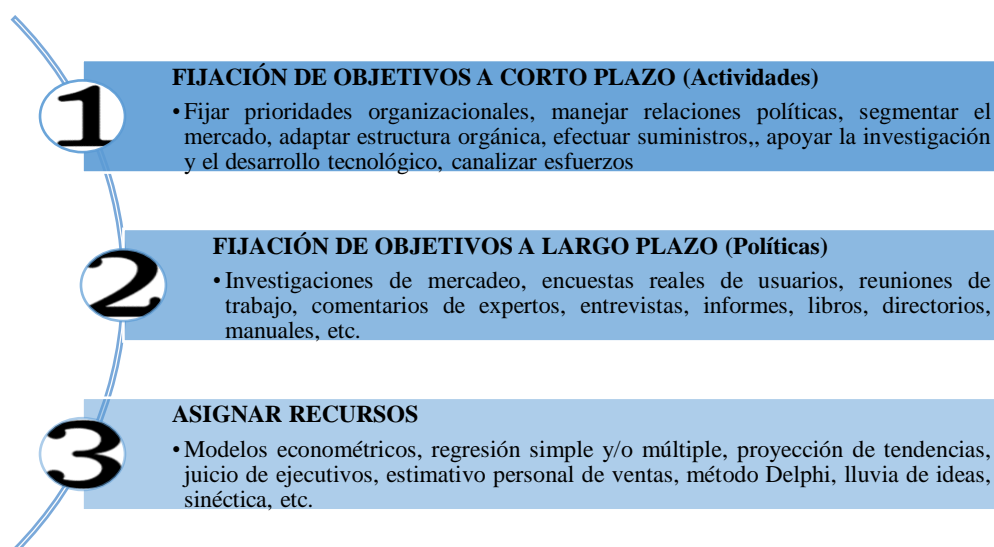 1
FIJACIÓN DE OBJETIVOS A CORTO PLAZO (Actividades)
•Fijar prioridades organizacionales, manejar relaciones políticas, segmentar el
mercado, adaptar estructura orgánica, efectuar suministros,, apoyar la investigación
y el desarrollo tecnológico, canalizar esfuerzos
2
FIJACIÓN DE OBJETIVOS A LARGO PLAZO (Políticas)
•Investigaciones de mercadeo, encuestas reales de usuarios, reuniones de
trabajo, comentarios de expertos, entrevistas, informes, libros, directorios,
manuales, etc.
3
ASIGNAR RECURSOS
•Modelos econométricos, regresión simple y/o múltiple, proyección de tendencias,
juicio de ejecutivos, estimativo personal de ventas, método Delphi, lluvia de ideas,
sinéctica, etc.